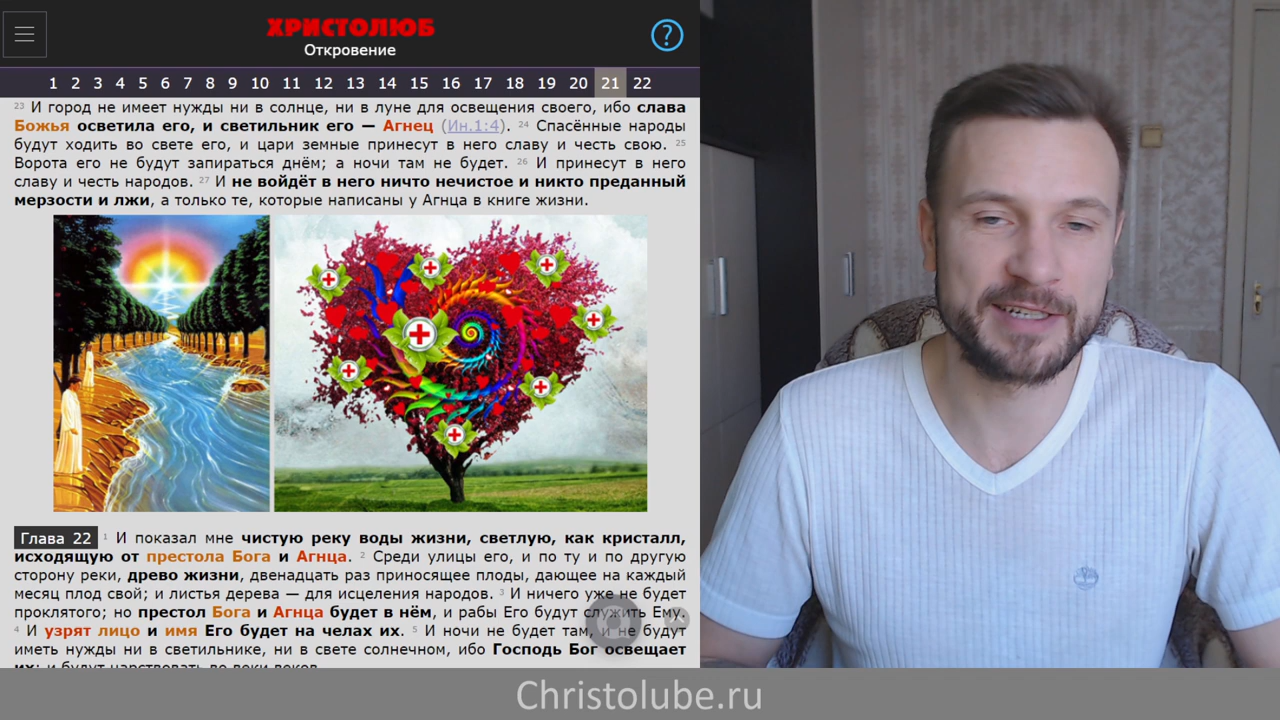 ХРИСТОЛЮБ
Откровение
1 2 3 4 5 6 7 8 9 10 11 12 13 14 15 16 17 18 19 20 21 22
23 И город не имеет нужды ни в солнце, ни в луне для освещения своего, ибо слава
Божья осветила его, и светильник его — Агнец (Ин.1:4). 24 Спасённые народы
будут ходить во свете его, и цари земные принесут в него славу и честь свою. 25
Ворота его не будут запираться днём; а ночи там не будет. 26 И принесут в него
славу и честь народов. 27 И не войдёт в него ничто нечистое и никто преданный
мерзости и лжи, а только те, которые написаны у Агнца в книге жизни.
Глава 22 1 И показал мне чистую реку воды жизни, светлую, как кристалл,
исходящую от престола Бога и Агнца. 2 Среди улицы его, и по ту и по другую
сторону реки, древо жизни, двенадцать раз приносящее плоды, дающее на каждый
месяц плод свой; и листья дерева — для исцеления народов. 3 И ничего уже не будет
проклятого; но престол Бога и Агнца будет в нём, и рабы Его будут служить Ему.
4 И узрят лицо и имя Его будет на челах их. 5 И ночи не будет там, и не будут
иметь нужды ни в светильнике, ни в свете солнечном, ибо Господь Бог освещает
их; и будут царствовать во веки веков.
Christolube.ru